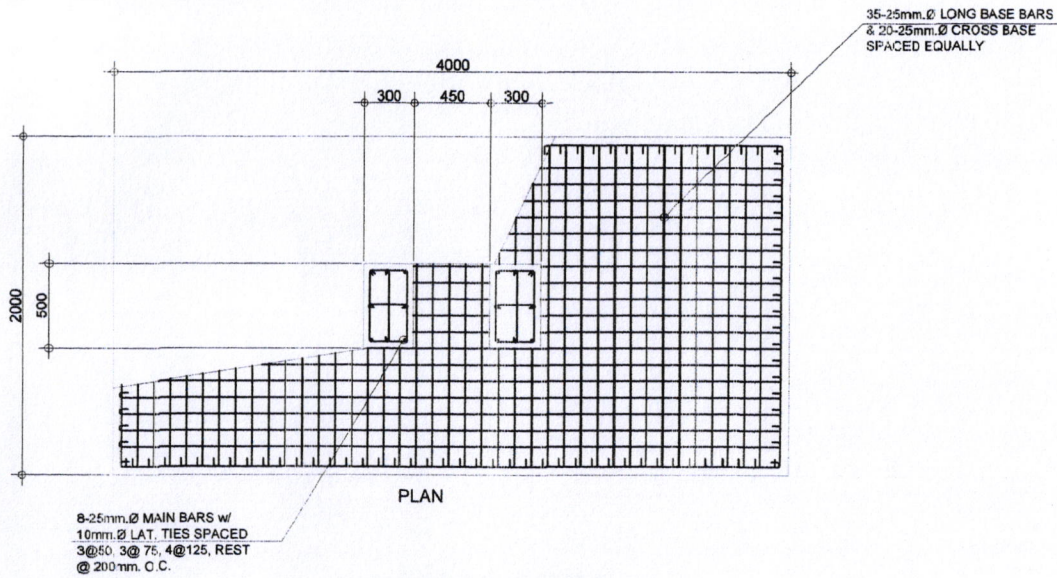 35-25mm.Ø LONG BASE BARS
& 20-25mm.Ø CROSS BASE
SPACED EQUALLY
4000
300
450
300
2000
500
PLAN
8-25mm.Ø MAIN BARS w/
10mm.Ø LAT. TIES SPACED
3@50, 3@ 75, 4@125, REST
@ 200mm. O.C.